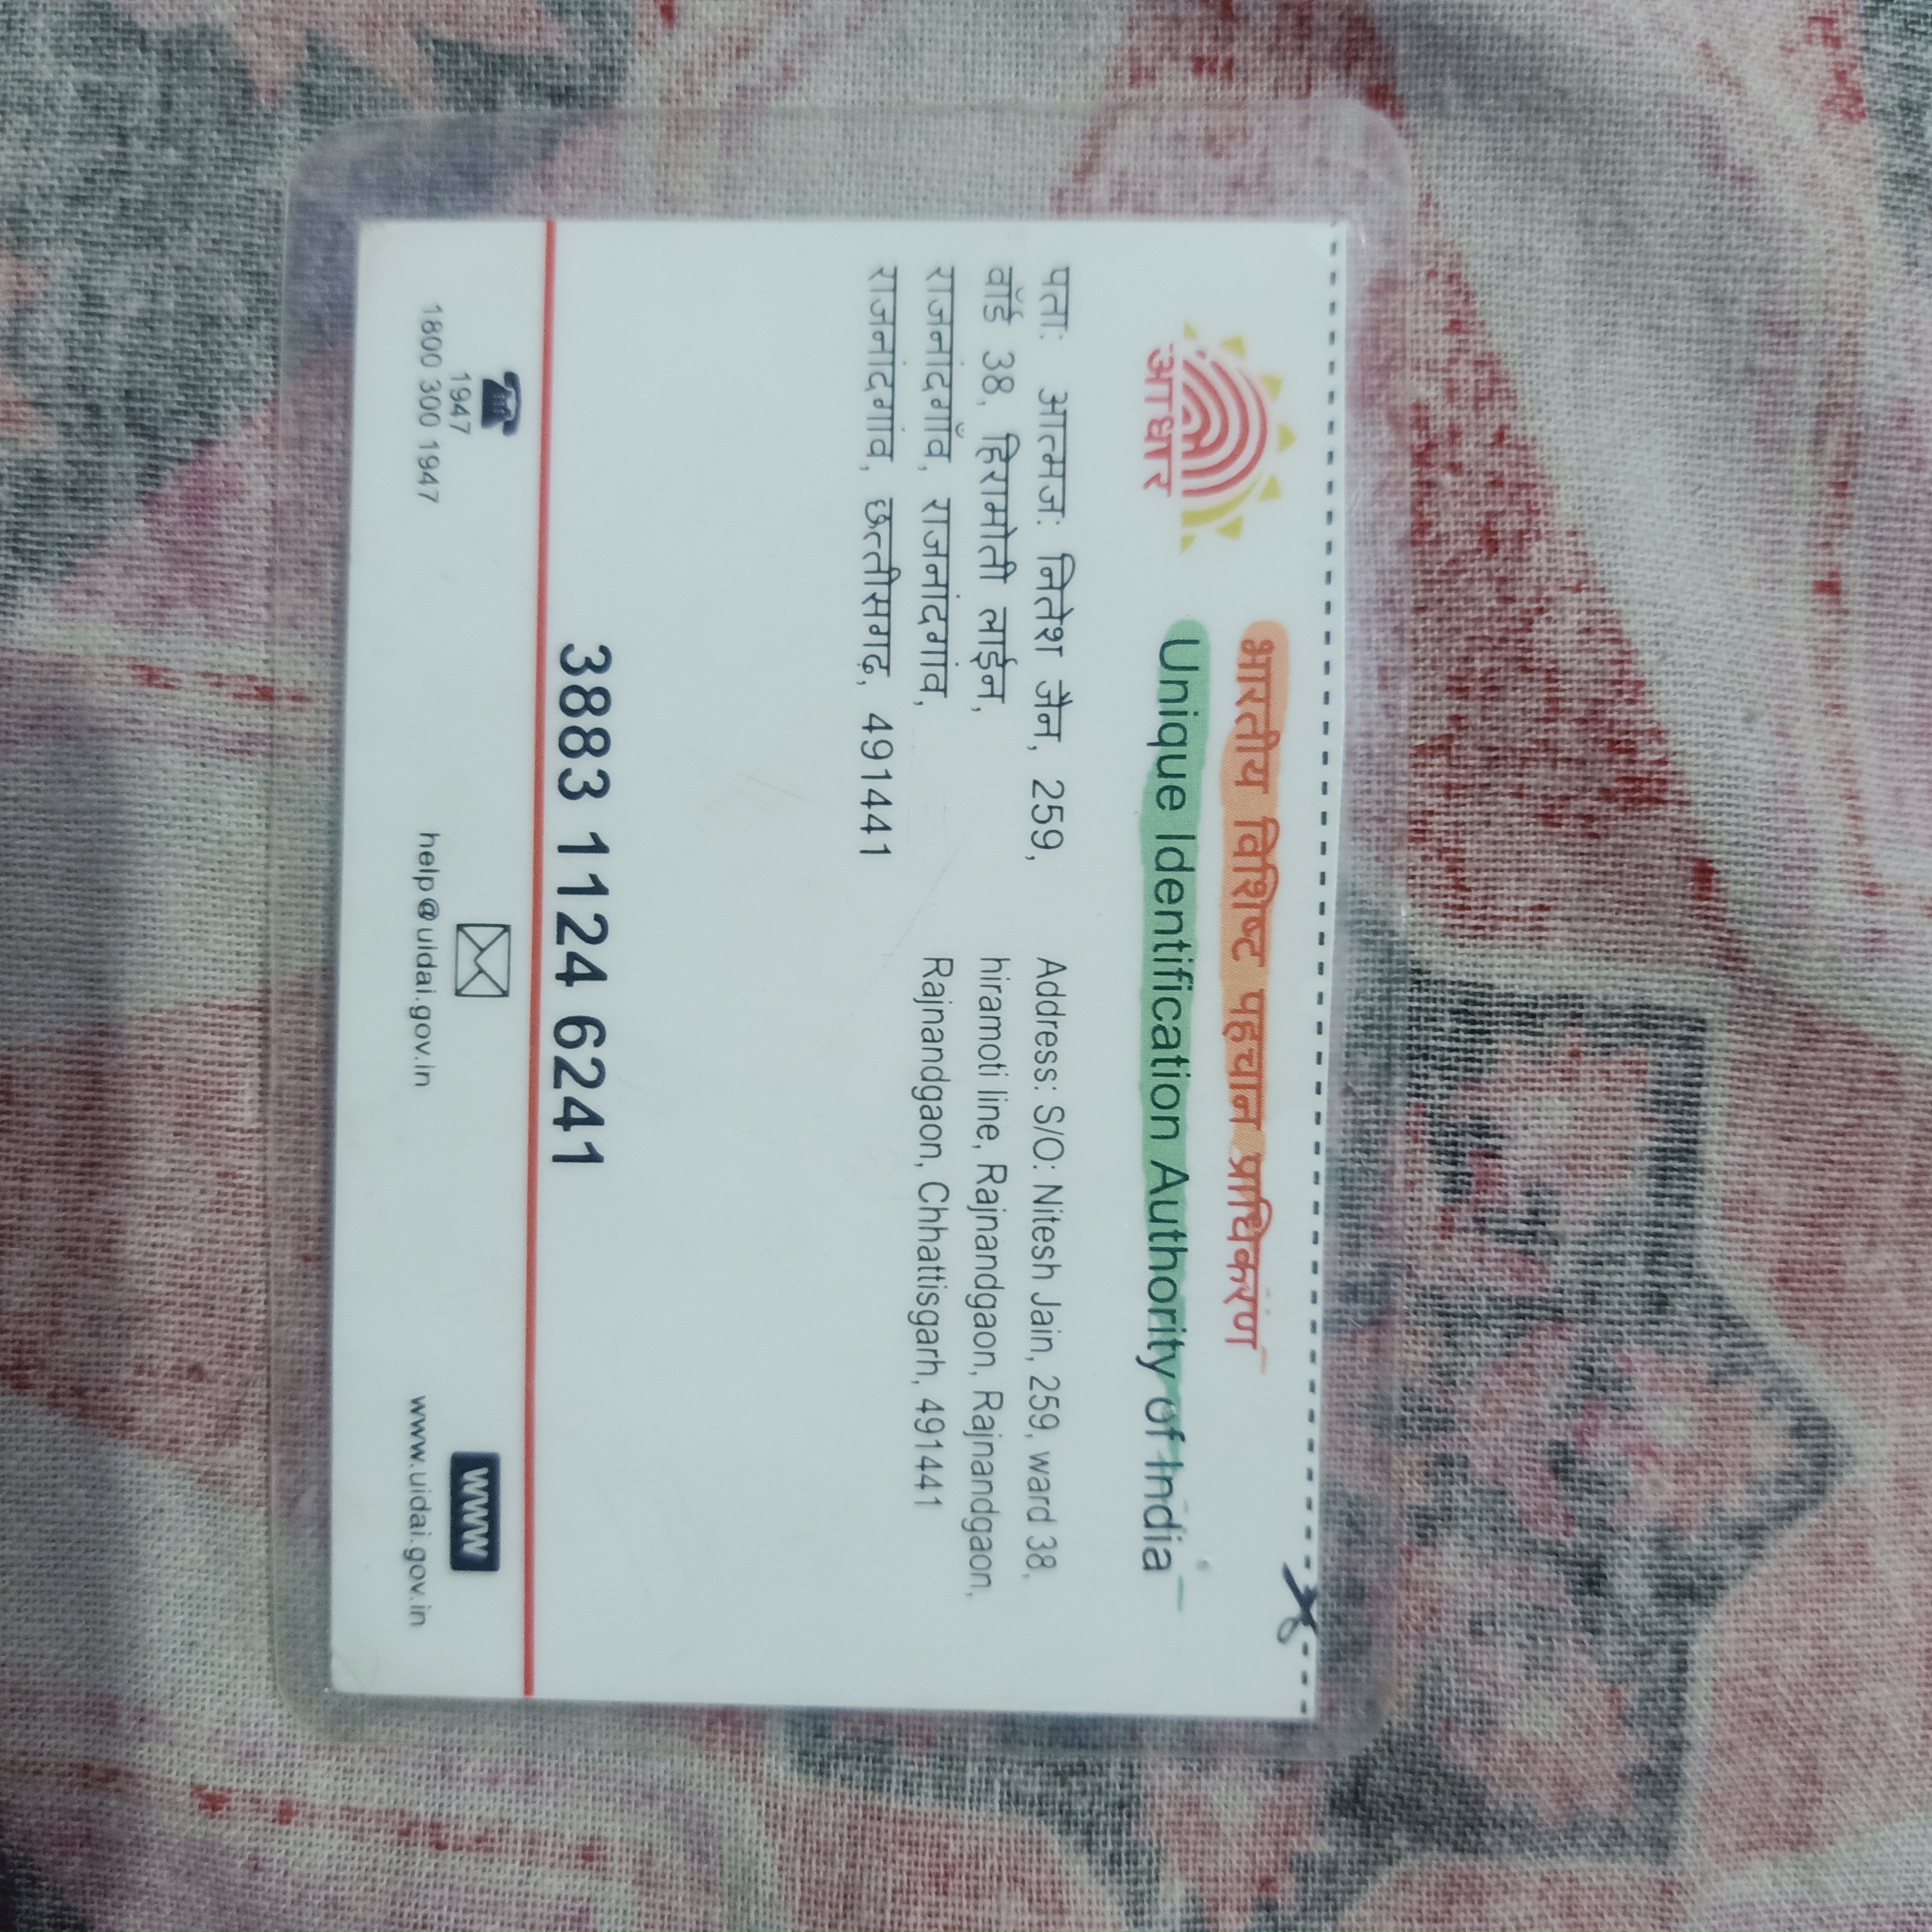 भारतीय विशिष्ट पहचान प्राधिकरण
Unique Identification Authority of India
आधार
पता: आत्मज: नितेश जैन, 259,
वॉर्ड 38, हिरामोती लाईन,
राजनांदगॉव, राजनांदगांव,
राजनांदगांव, छत्तीसगढ़, 491441
Address: S/O: Nitesh Jain, 259, ward 38,
hiramoti line, Rajnandgaon, Rajnandgaon,
Rajnandgaon, Chhattisgarh, 491441
3883 1124 6241
1947
1800 300 1947
help@uidai.gov.in
www
www.uidai.gov.in